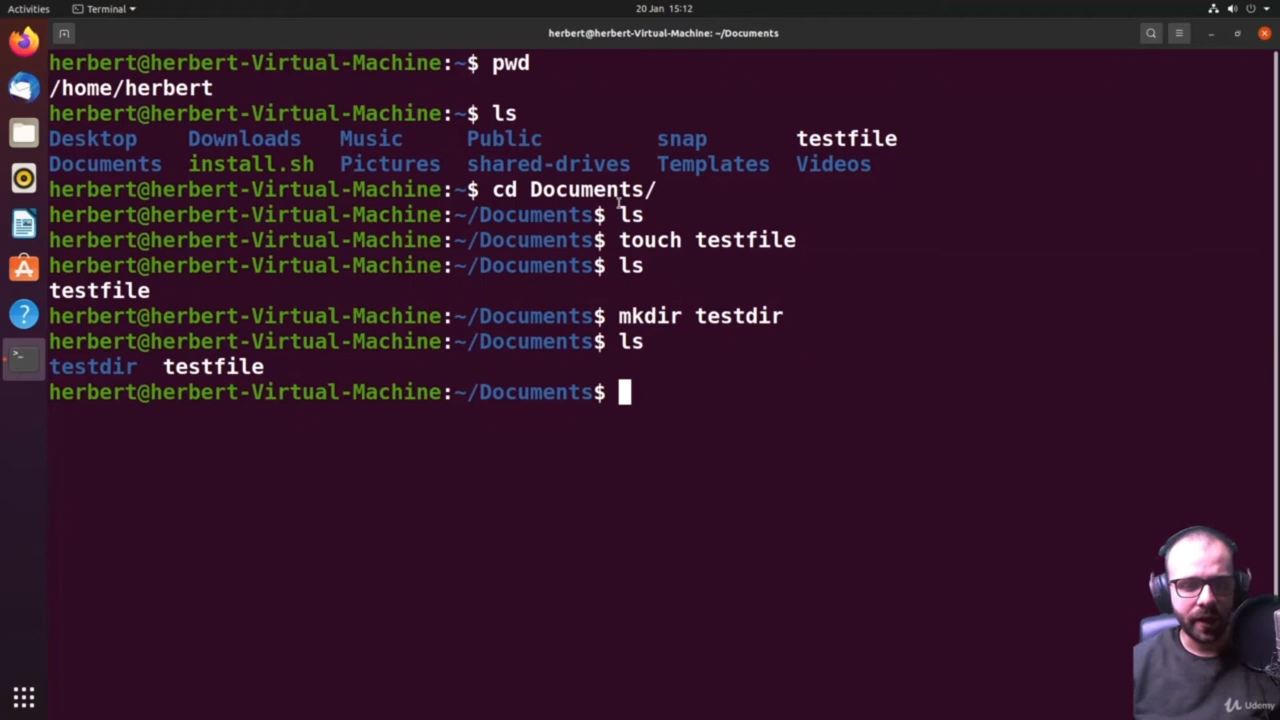 Activities Terminal 20 Jan 15:12
herbert@herbert-Virtual-Machine: ~/Documents
herbert@herbert-Virtual-Machine:~$ pwd
/home/herbert
herbert@herbert-Virtual-Machine:~$ ls
Desktop Downloads Music Public snap testfile
Documents install.sh Pictures shared-drives Templates Videos
herbert@herbert-Virtual-Machine:~$ cd Documents/
herbert@herbert-Virtual-Machine:~/Documents$ ls
herbert@herbert-Virtual-Machine:~/Documents$ touch testfile
herbert@herbert-Virtual-Machine:~/Documents$ ls
testfile
herbert@herbert-Virtual-Machine:~/Documents$ mkdir testdir
herbert@herbert-Virtual-Machine:~/Documents$ ls
testdir testfile
herbert@herbert-Virtual-Machine:~/Documents$
Udemy